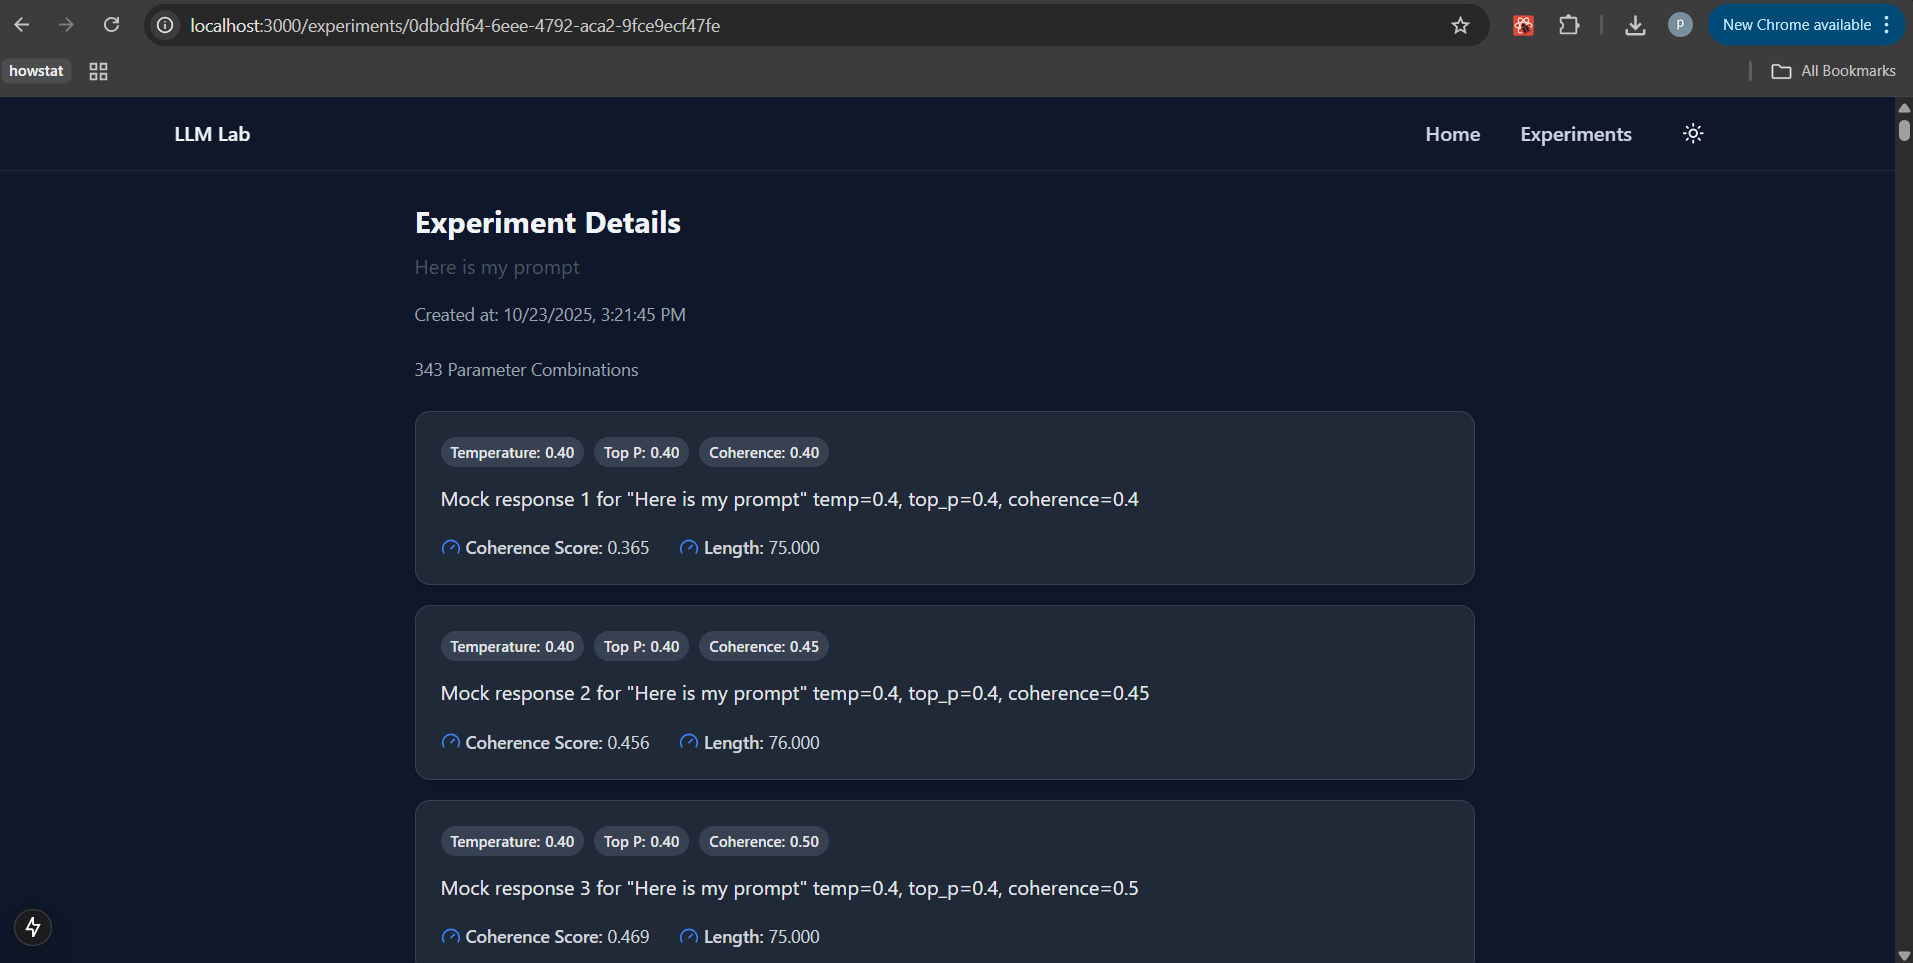 localhost:3000/experiments/0dbddf64-6eee-4792-aca2-9fce9ecf47fe
p
New Chrome available
howstat
All Bookmarks
LLM Lab
Home
Experiments
Experiment Details
Here is my prompt
Created at: 10/23/2025, 3:21:45 PM
343 Parameter Combinations
Temperature: 0.40 Top P: 0.40 Coherence: 0.40
Mock response 1 for "Here is my prompt" temp=0.4, top_p=0.4, coherence=0.4
Coherence Score: 0.365 Length: 75.000
Temperature: 0.40 Top P: 0.40 Coherence: 0.45
Mock response 2 for "Here is my prompt" temp=0.4, top_p=0.4, coherence=0.45
Coherence Score: 0.456 Length: 76.000
Temperature: 0.40 Top P: 0.40 Coherence: 0.50
Mock response 3 for "Here is my prompt" temp=0.4, top_p=0.4, coherence=0.5
Coherence Score: 0.469 Length: 75.000